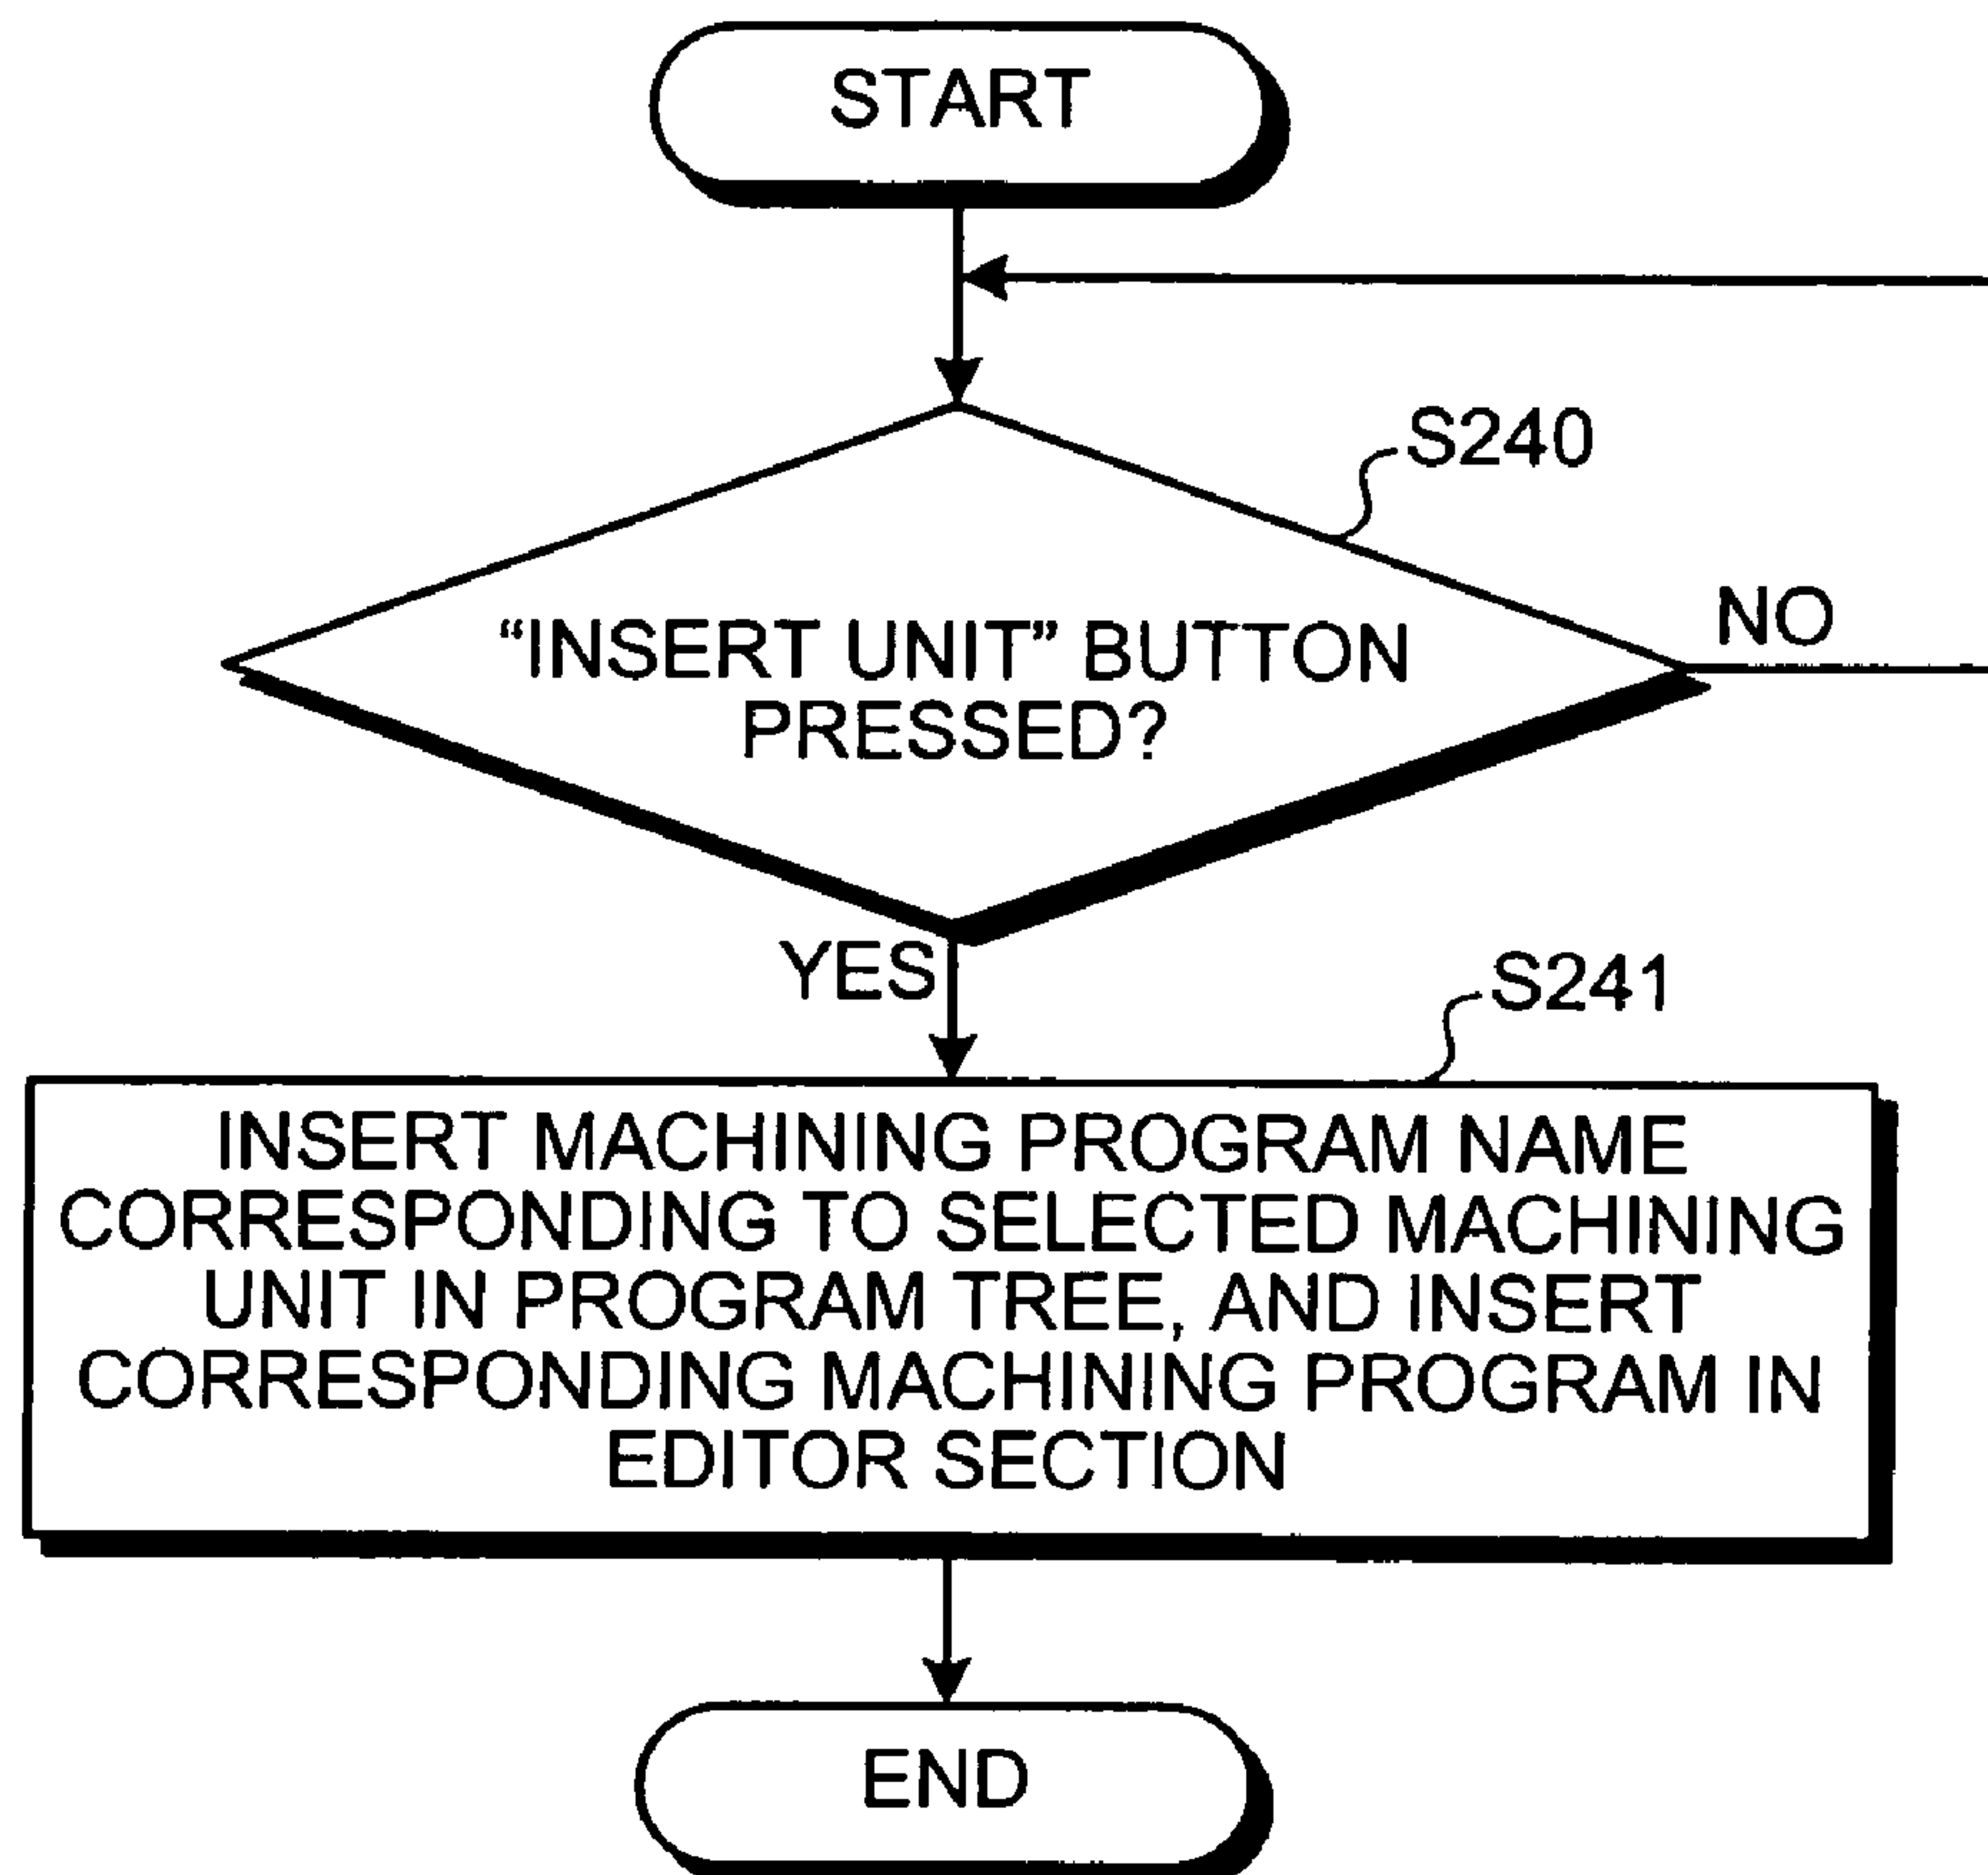 START
S240
“INSERT UNIT” BUTTON
PRESSED?
NO
YES
S241
INSERT MACHINING PROGRAM NAME
CORRESPONDING TO SELECTED MACHINING
UNIT IN PROGRAM TREE, AND INSERT
CORRESPONDING MACHINING PROGRAM IN
EDITOR SECTION
END